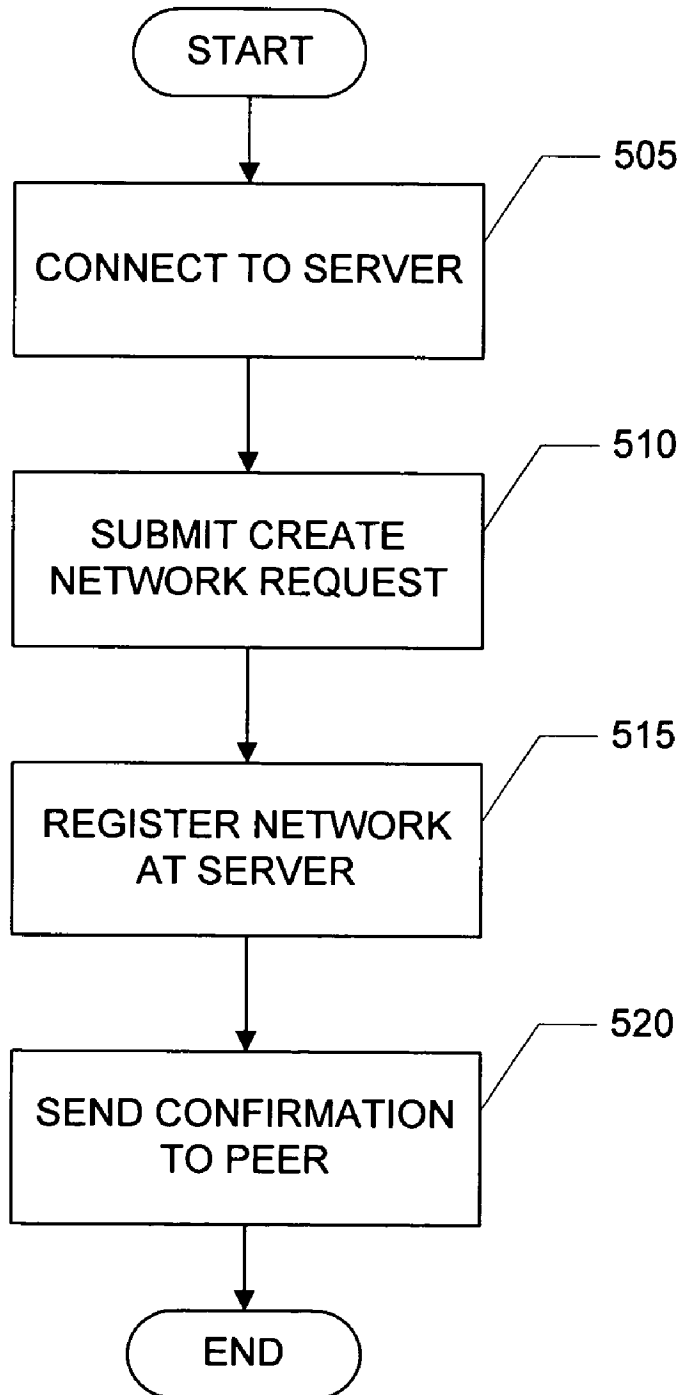 START
505
CONNECT TO SERVER
510
SUBMIT CREATE
NETWORK REQUEST
515
REGISTER NETWORK
AT SERVER
520
SEND CONFIRMATION
TO PEER
END